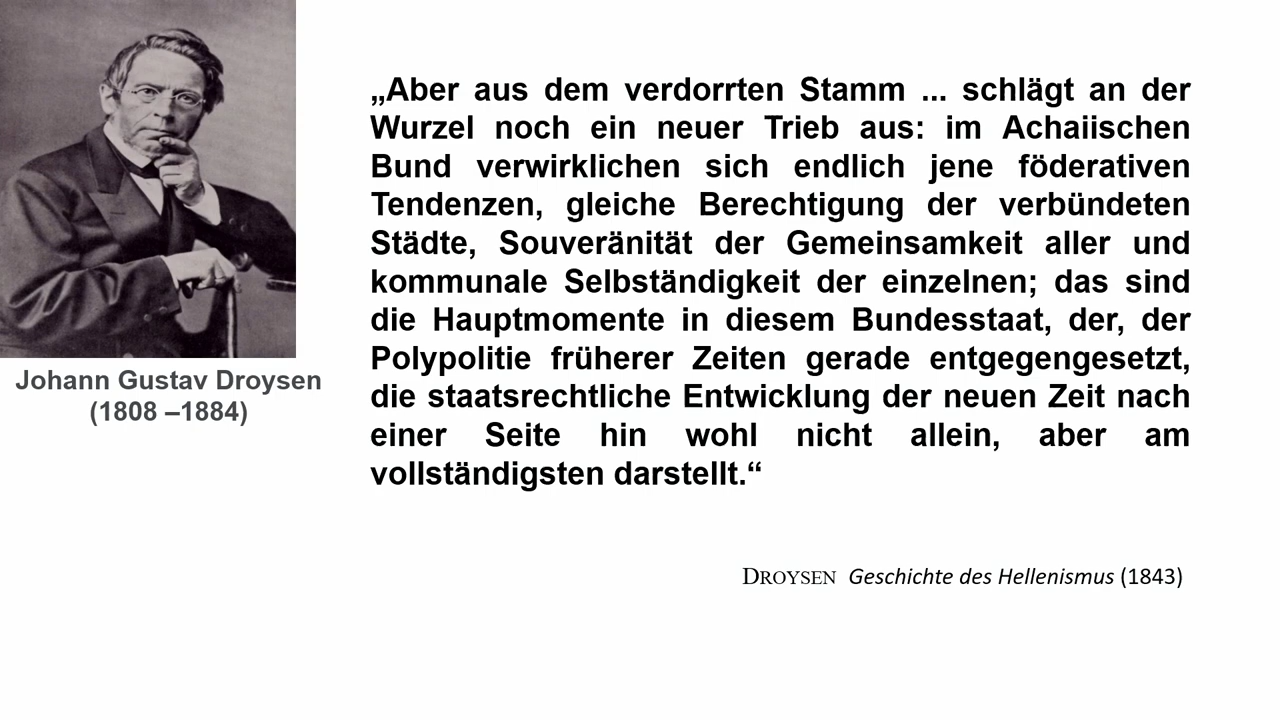 „Aber aus dem verdorrten Stamm ... schlägt an der
Wurzel noch ein neuer Trieb aus: im Achaiischen
Bund verwirklichen sich endlich jene föderativen
Tendenzen, gleiche Berechtigung der verbündeten
Städte, Souveränität der Gemeinsamkeit aller und
kommunale Selbständigkeit der einzelnen; das sind
die Hauptmomente in diesem Bundesstaat, der, der
Polypolitie früherer Zeiten gerade entgegengesetzt,
die staatsrechtliche Entwicklung der neuen Zeit nach
einer Seite hin wohl nicht allein, aber am
vollständigsten darstellt.“
Johann Gustav Droysen
(1808 –1884)
DROYSEN Geschichte des Hellenismus (1843)